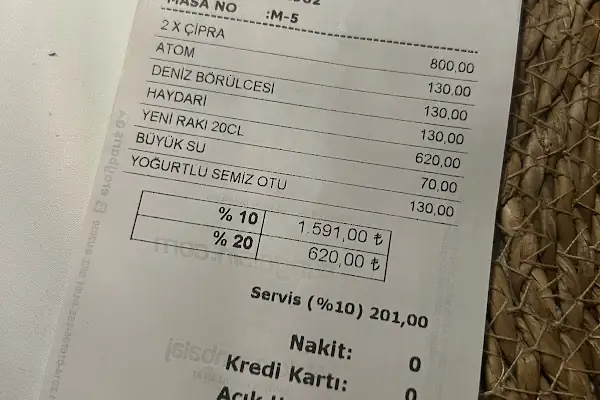 MASA NO :M-5
2 X ÇİPRA 800,00
ATOM 130,00
DENİZ BÖRÜLCESİ 130,00
HAYDARİ 130,00
YENİ RAKI 20CL 620,00
BÜYÜK SU 70,00
YOĞURTLU SEMİZ OTU 130,00
% 10 1.591,00 ₺
% 20 620,00 ₺
Servis (%10) 201,00
Nakit: 0
Kredi Kartı: 0